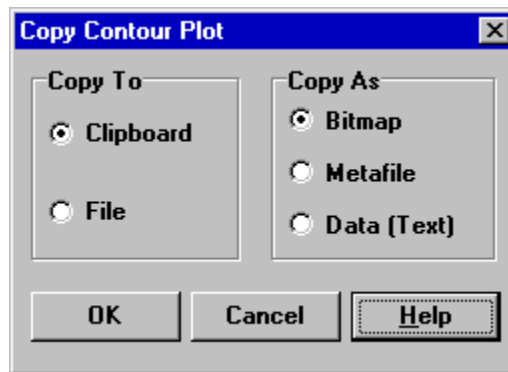 Copy Contour Plot
Copy To
Clipboard
File
Copy As
Bitmap
Metafile
Data (Text)
OK
Cancel
Help